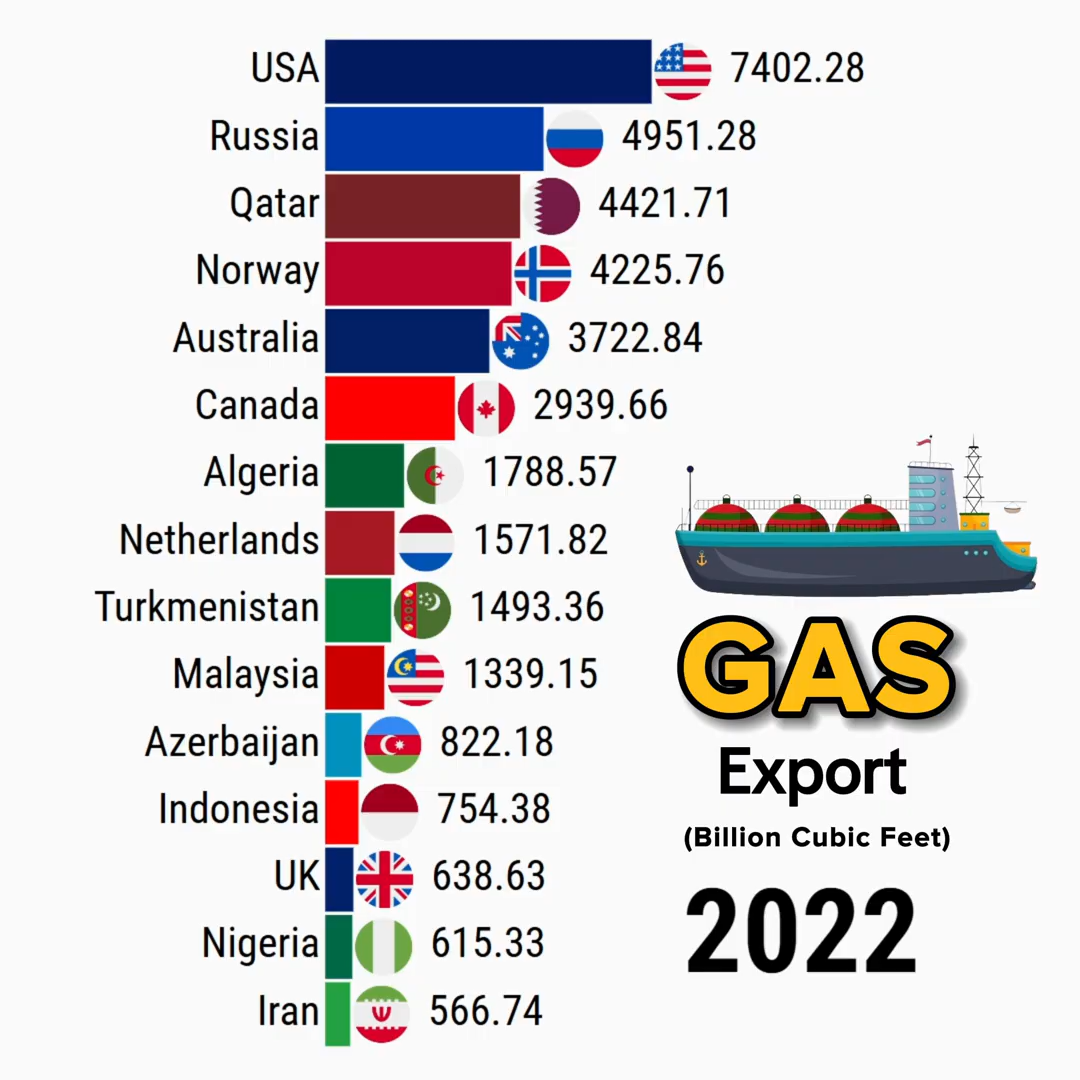 USA 7402.28
Russia 4951.28
Qatar 4421.71
Norway 4225.76
Australia 3722.84
Canada 2939.66
Algeria 1788.57
Netherlands 1571.82
Turkmenistan 1493.36
Malaysia 1339.15
Azerbaijan 822.18
Indonesia 754.38
UK 638.63
Nigeria 615.33
Iran 566.74
GAS
Export
(Billion Cubic Feet)
2022